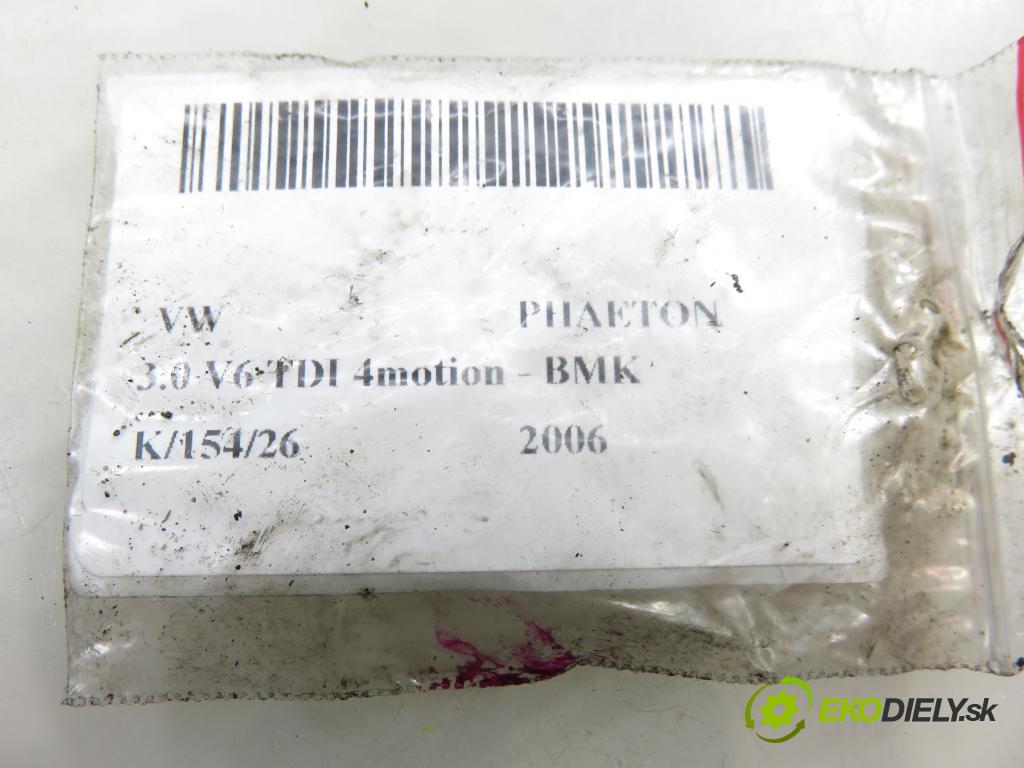 VW PHAETON
3.0 V6 TDI 4motion - BMK
K/154/26 2006
EKODIELY.sk